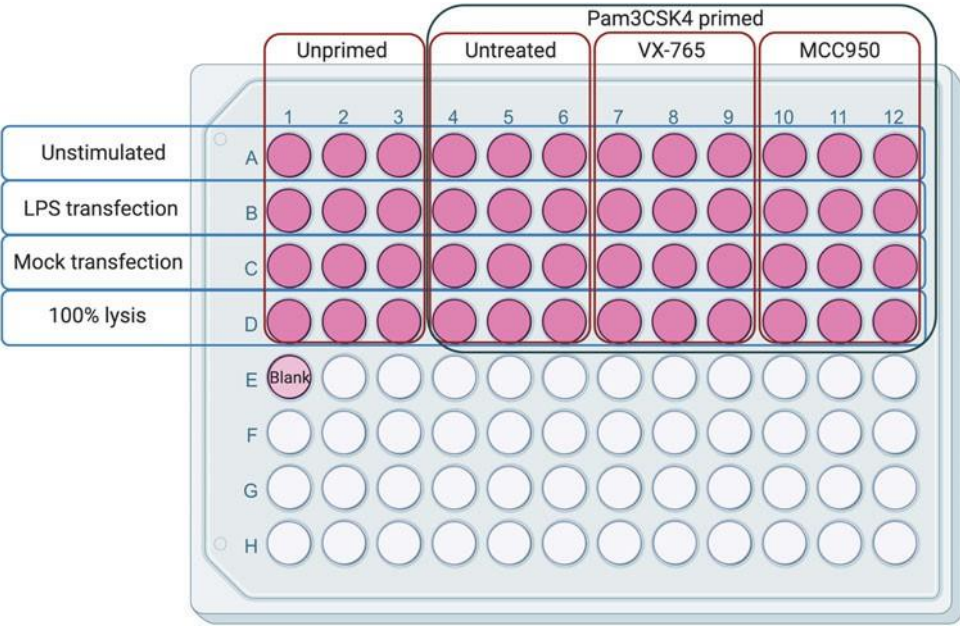 Pam3CSK4 primed
Unprimed Untreated VX-765 MCC950
1 2 3 4 5 6 7 8 9 10 11 12
Unstimulated A
LPS transfection B
Mock transfection C
100% lysis D
E Blank
F
G
H